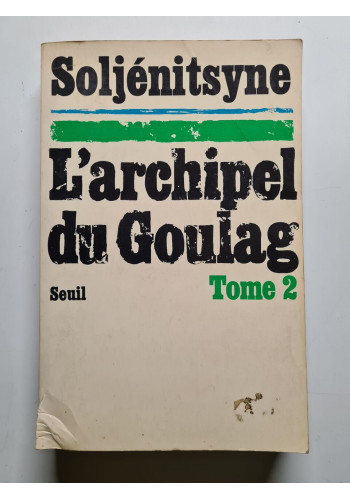 Soljénitsyne
L'archipel
du Goulag
Tome 2
Seuil